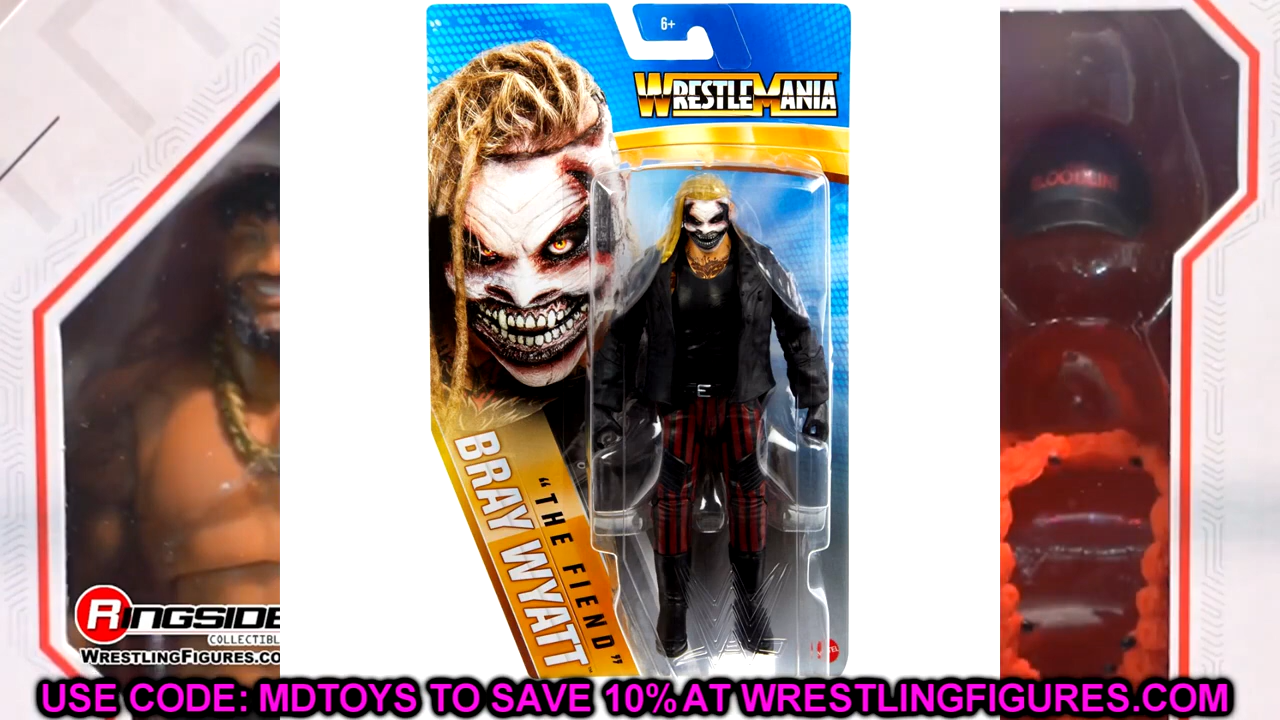 6+
WRESTLEMANIA
BLOODLINE
"THE FIEND"
BRAY WYATT
RINGSIDE
COLLECTIBL
WRESTLINGFIGURES.CO
USE CODE: MDTOYS TO SAVE 10% AT WRESTLINGFIGURES.COM